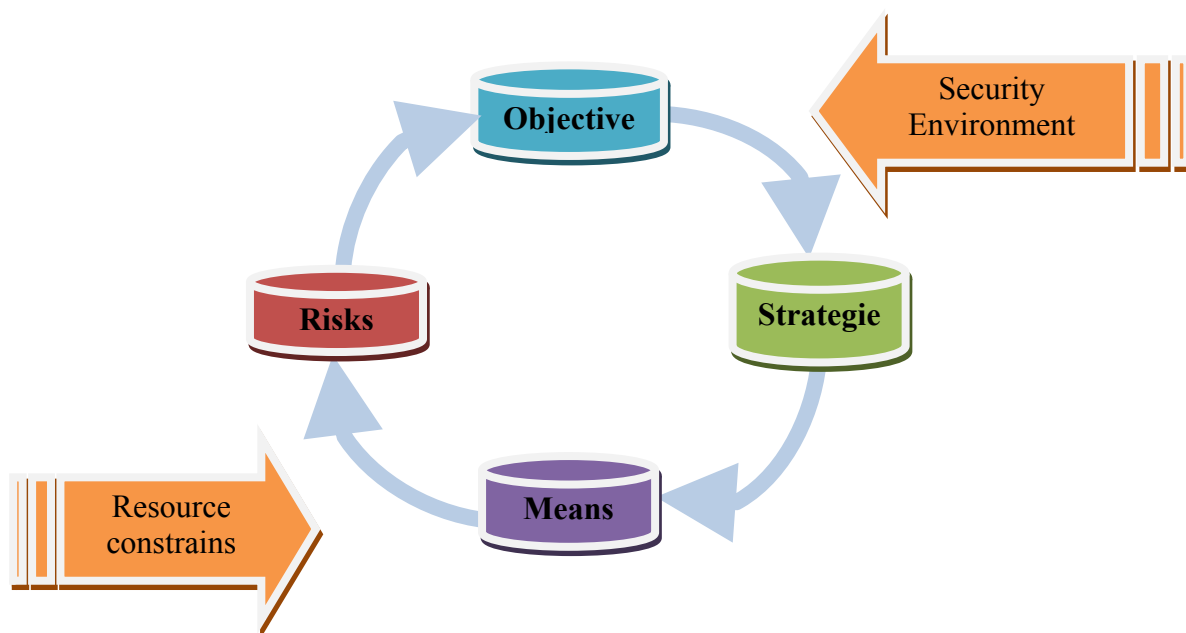 Objective
Security
Environment
Risks
Strategie
Means
Resource
constrains